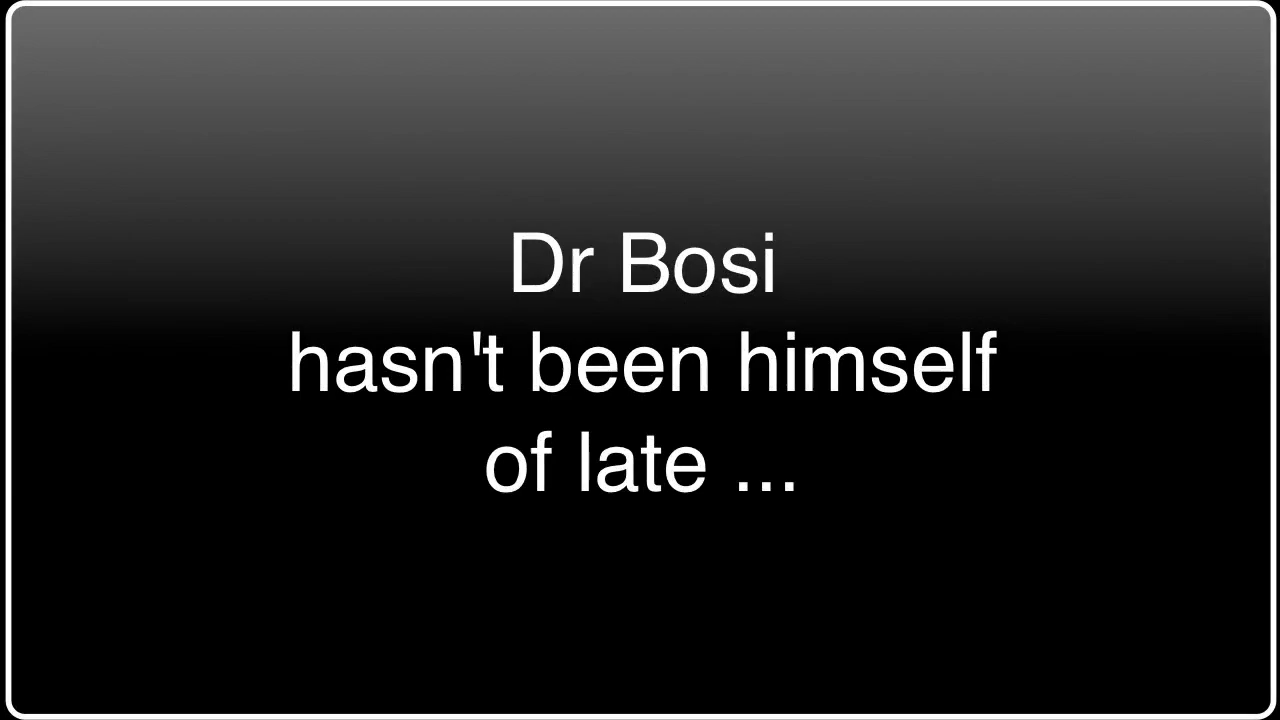 Dr Bosi
hasn't been himself
of late ...